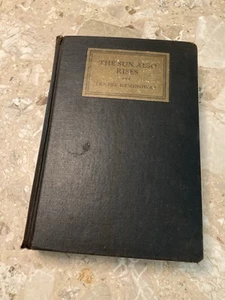 THE SUN ALSO
RISES
ERNEST HEMINGWAY